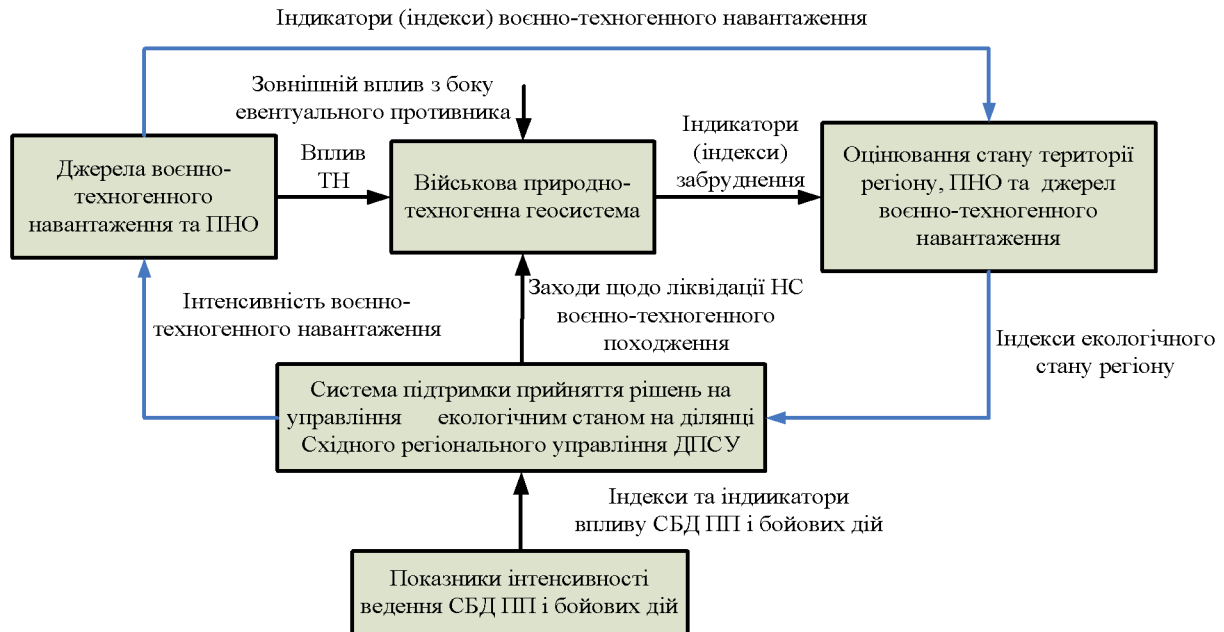 Індикатори (індекси) воєнно-техногенного навантаження
Зовнішній вплив з боку
евентуального противника
Джерела воєнно-
техногенного
навантаження та ПНО
Вплив
ТН
Військова природно-
техногенна геосистема
Індикатори
(індекси)
забруднення
Оцінювання стану території
регіону, ПНО та джерел
воєнно-техногенного
навантаження
Інтенсивність воєнно-
техногенного навантаження
Заходи щодо ліквідації НС
воєнно-техногенного
походження
Індекси екологічного
стану регіону
Система підтримки прийняття рішень на
управління екологічним станом на ділянці
Східного регіонального управління ДПСУ
Індекси та індиикатори
впливу СБД ПП і бойових дій
Показники інтенсивності
ведення СБД ПП і бойових дій